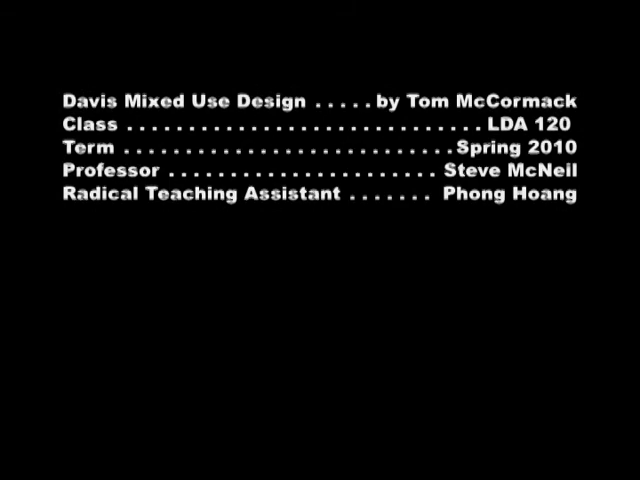 Davis Mixed Use Design . . . . . by Tom McCormack
Class . . . . . . . . . . . . . . . . . . . . . . . . . . . . . LDA 120
Term . . . . . . . . . . . . . . . . . . . . . . . . . . . Spring 2010
Professor . . . . . . . . . . . . . . . . . . . . . . Steve McNeil
Radical Teaching Assistant . . . . . . . Phong Hoang